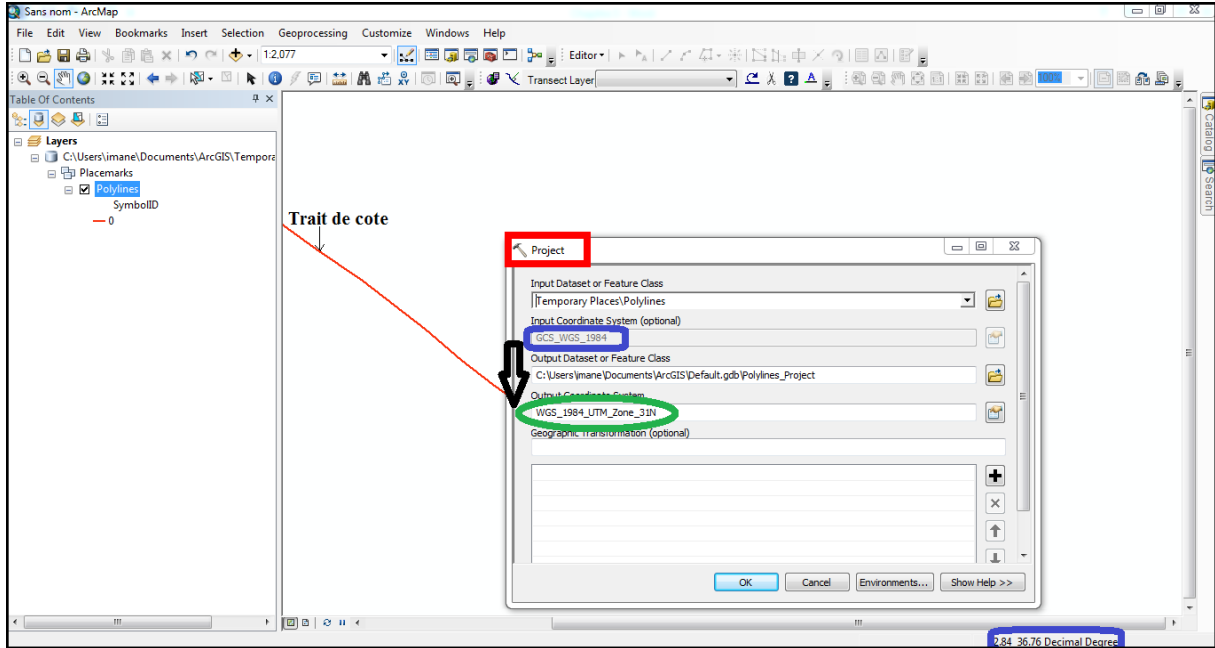 Sans nom - ArcMap
File Edit View Bookmarks Insert Selection Geoprocessing Customize Windows Help
1:2,077
Editor
Transect Layer
100%
Table Of Contents
Layers
C:\Users\imane\Documents\ArcGIS\Tempora
Placemarks
Polylines
SymbolID
0
Trait de cote
Project
Input Dataset or Feature Class
Temporary Places\Polylines
Input Coordinate System (optional)
GCS_WGS_1984
Output Dataset or Feature Class
C:\Users\imane\Documents\ArcGIS\Default.gdb\Polylines_Project
Output Coordinate System
WGS_1984_UTM_Zone_31N
Geographic Transformation (optional)
OK Cancel Environments... Show Help >>
Catalog
Search
2.84 36.76 Decimal Degree